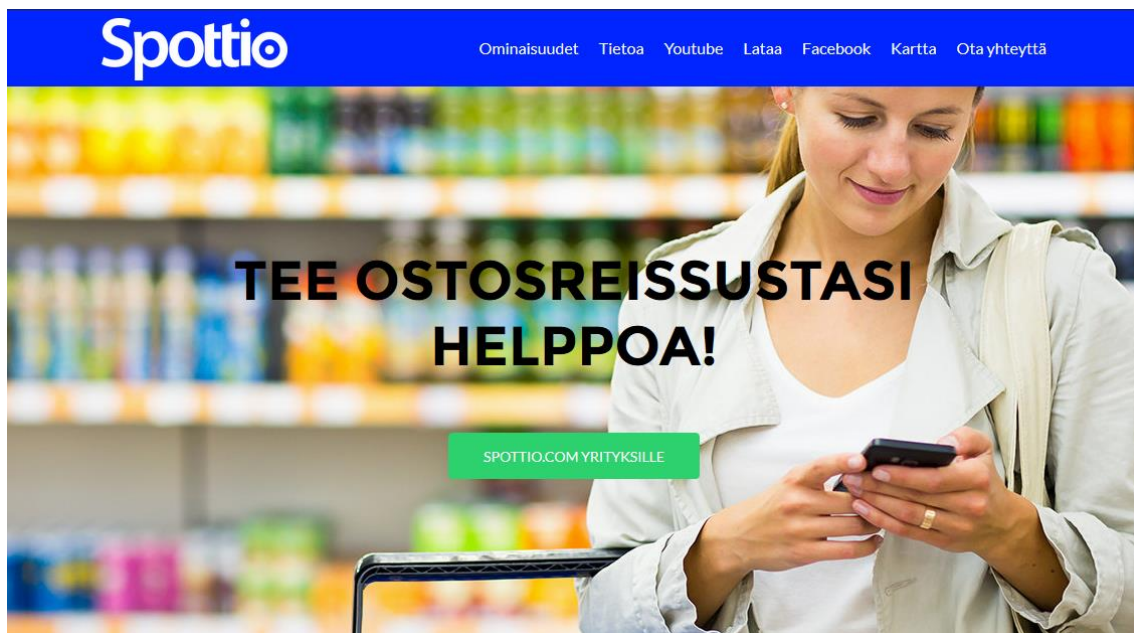 Spottio
Ominaisuudet Tietoa Youtube Lataa Facebook Kartta Ota yhteyttä
TEE OSTOSREISSUSTASI
HELPPOA!
SPOTTIO.COM YRITYKSILLE